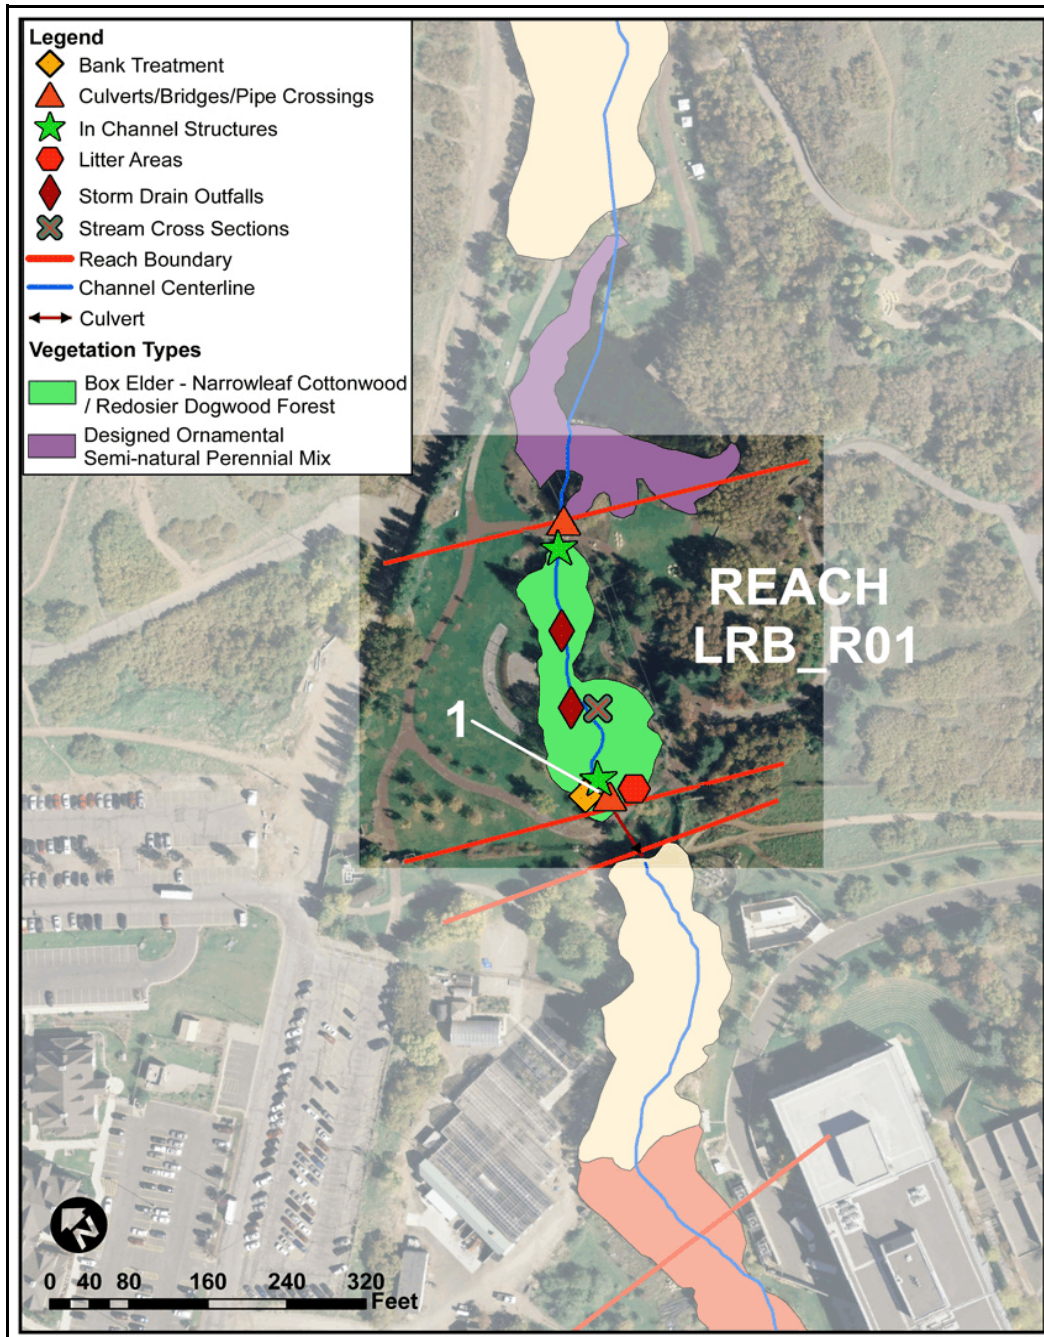 Legend
Bank Treatment
Culverts/Bridges/Pipe Crossings
In Channel Structures
Litter Areas
Storm Drain Outfalls
Stream Cross Sections
Reach Boundary
Channel Centerline
Culvert
Vegetation Types
Box Elder - Narrowleaf Cottonwood
/ Redosier Dogwood Forest
Designed Ornamental
Semi-natural Perennial Mix
REACH
LRB_R01
1
N
0 40 80 160 240 320
Feet